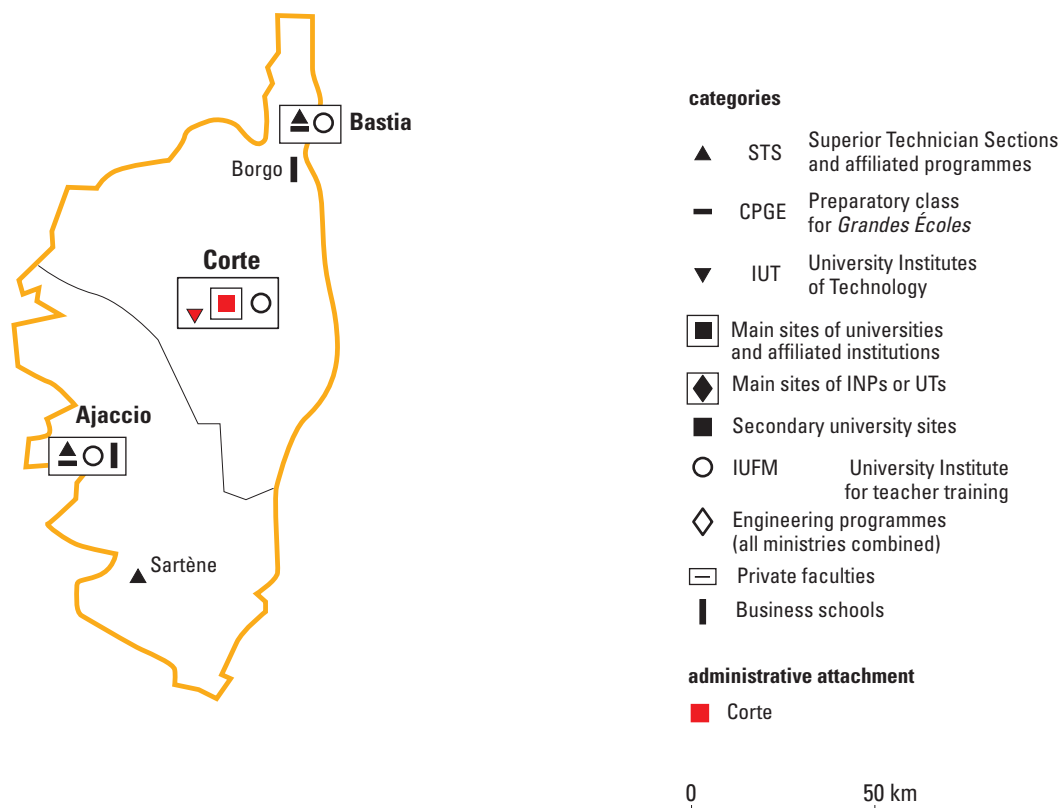 Bastia
Borgo
Corte
Ajaccio
Sartène
categories
STS Superior Technician Sections
and affiliated programmes
CPGE Preparatory class
for Grandes Écoles
IUT University Institutes
of Technology
Main sites of universities
and affiliated institutions
Main sites of INPs or UTs
Secondary university sites
IUFM University Institute
for teacher training
Engineering programmes
(all ministries combined)
Private faculties
Business schools
administrative attachment
Corte
0 50 km